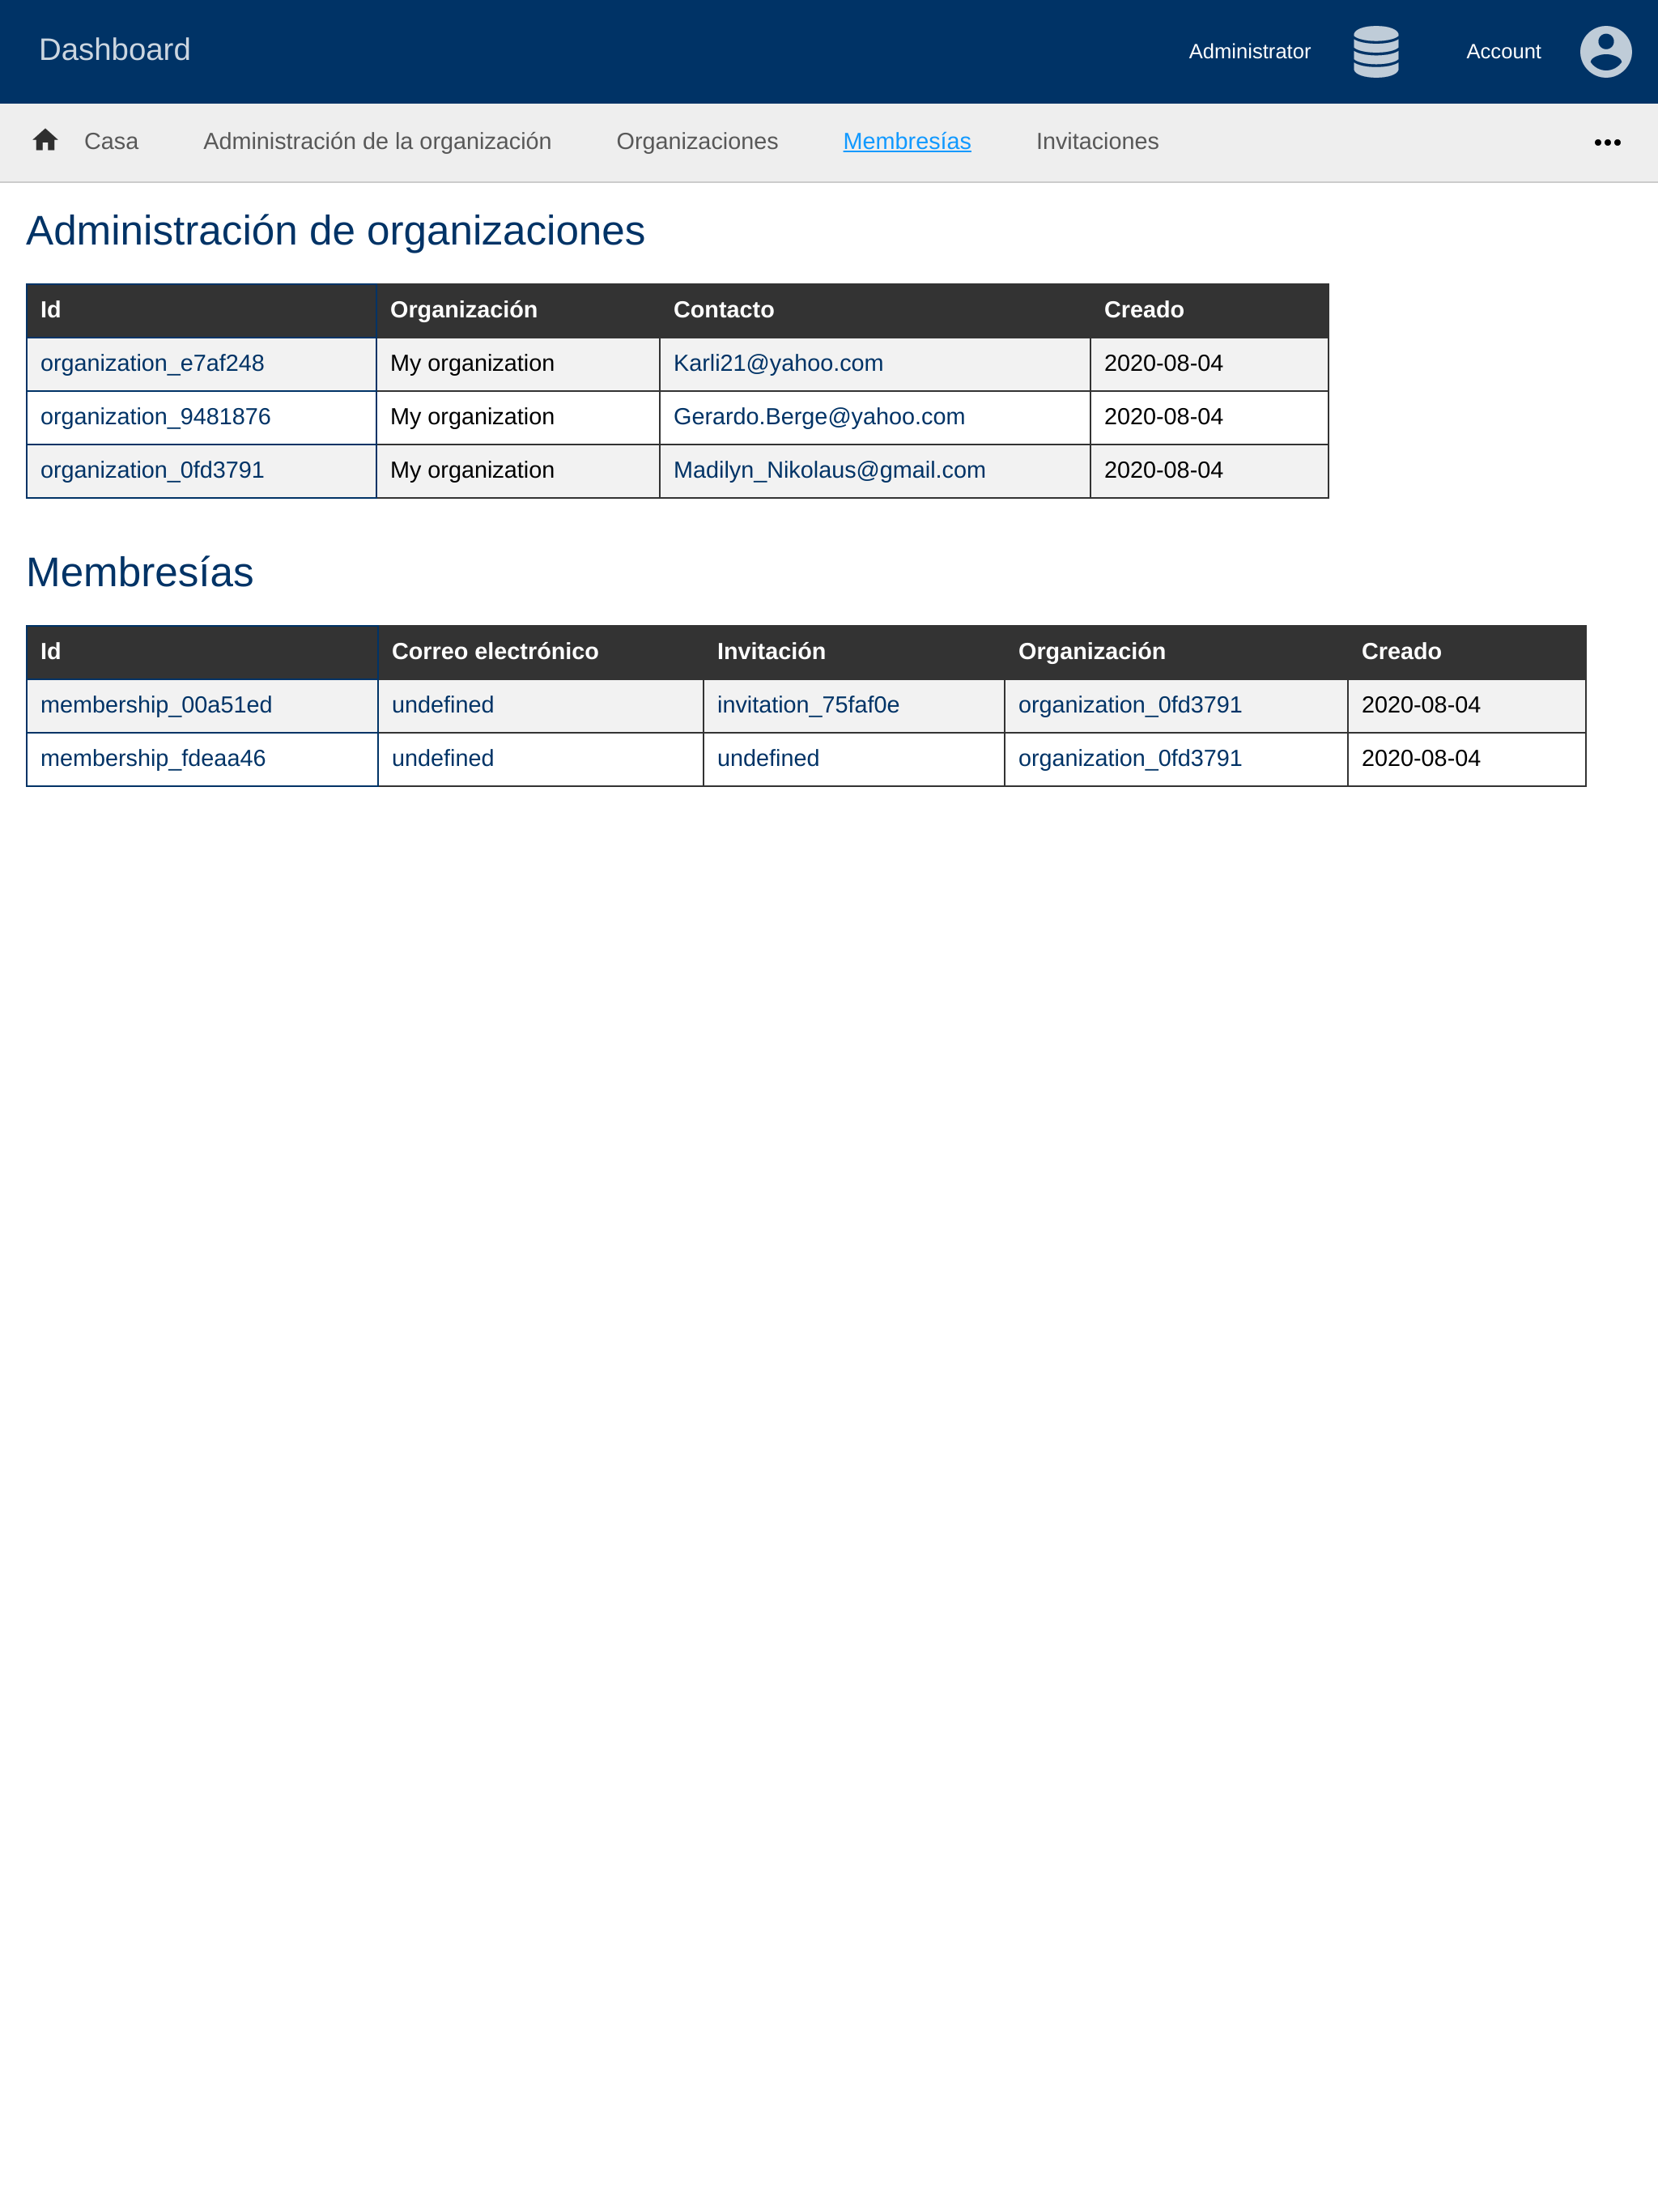 Dashboard
Administrator
Account
Casa
Administración de la organización
Organizaciones
Membresías
Invitaciones
Administración de organizaciones
Id Organización Contacto Creado
organization_e7af248 My organization Karli21@yahoo.com 2020-08-04
organization_9481876 My organization Gerardo.Berge@yahoo.com 2020-08-04
organization_0fd3791 My organization Madilyn_Nikolaus@gmail.com 2020-08-04
Membresías
Id Correo electrónico Invitación Organización Creado
membership_00a51ed undefined invitation_75faf0e organization_0fd3791 2020-08-04
membership_fdeaa46 undefined undefined organization_0fd3791 2020-08-04